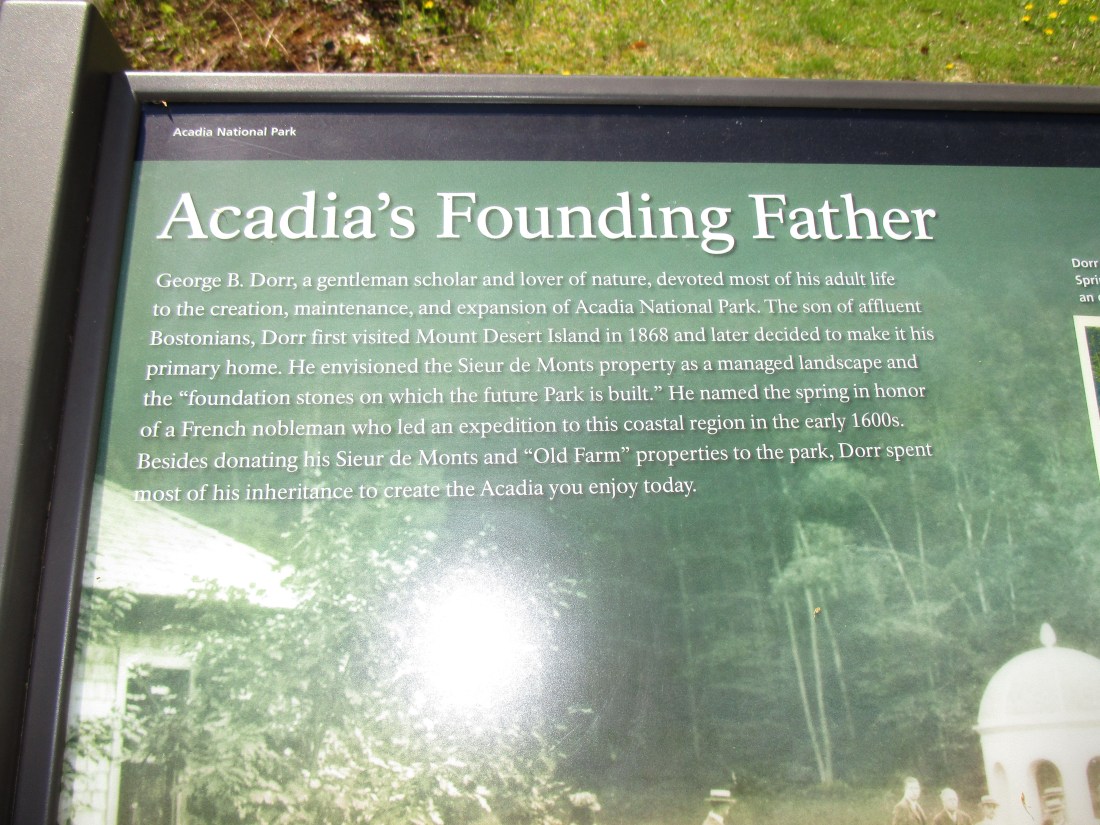 Acadia National Park
Acadia's Founding Father
George B. Dorr, a gentleman scholar and lover of nature, devoted most of his adult life
to the creation, maintenance, and expansion of Acadia National Park. The son of affluent
Bostonians, Dorr first visited Mount Desert Island in 1868 and later decided to make it his
primary home. He envisioned the Sieur de Monts property as a managed landscape and
the “foundation stones on which the future Park is built.” He named the spring in honor
of a French nobleman who led an expedition to this coastal region in the early 1600s.
Besides donating his Sieur de Monts and “Old Farm” properties to the park, Dorr spent
most of his inheritance to create the Acadia you enjoy today.
Dorr
an